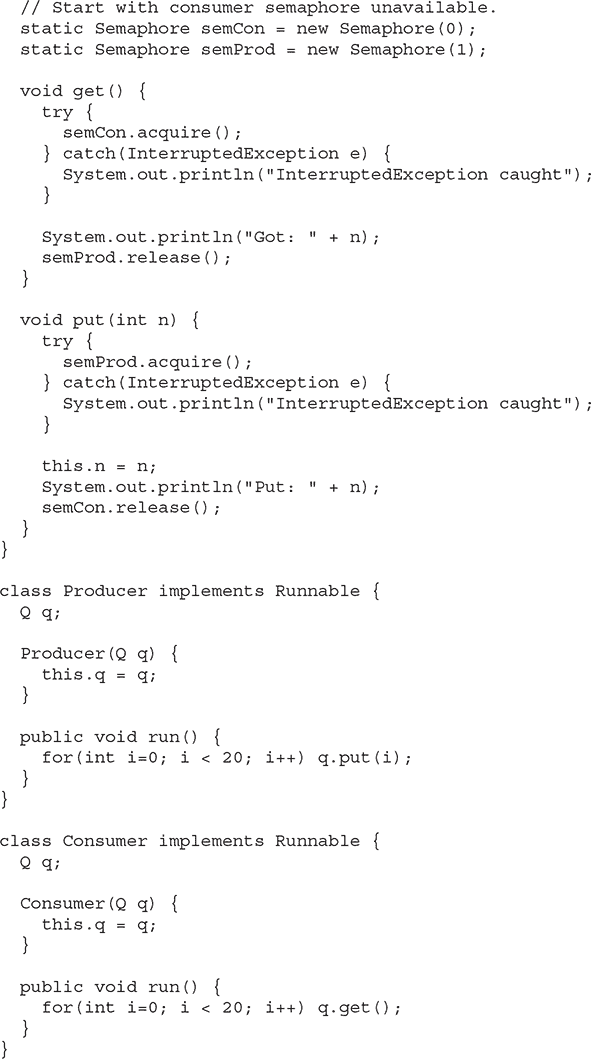 // Start with consumer semaphore unavailable.
  static Semaphore semCon = new Semaphore(0);
  static Semaphore semProd = new Semaphore(1);

  void get() {
    try {
      semCon.acquire();
    } catch(InterruptedException e) {
      System.out.println("InterruptedException caught");
    }

    System.out.println("Got: " + n);
    semProd.release();
  }

  void put(int n) {
    try {
      semProd.acquire();
    } catch(InterruptedException e) {
      System.out.println("InterruptedException caught");
    }

    this.n = n;
    System.out.println("Put: " + n);
    semCon.release();
  }
}

class Producer implements Runnable {
  Q q;

  Producer(Q q) {
    this.q = q;
  }

  public void run() {
    for(int i=0; i < 20; i++) q.put(i);
  }
}

class Consumer implements Runnable {
  Q q;

  Consumer(Q q) {
    this.q = q;
  }

  public void run() {
    for(int i=0; i < 20; i++) q.get();
  }
}